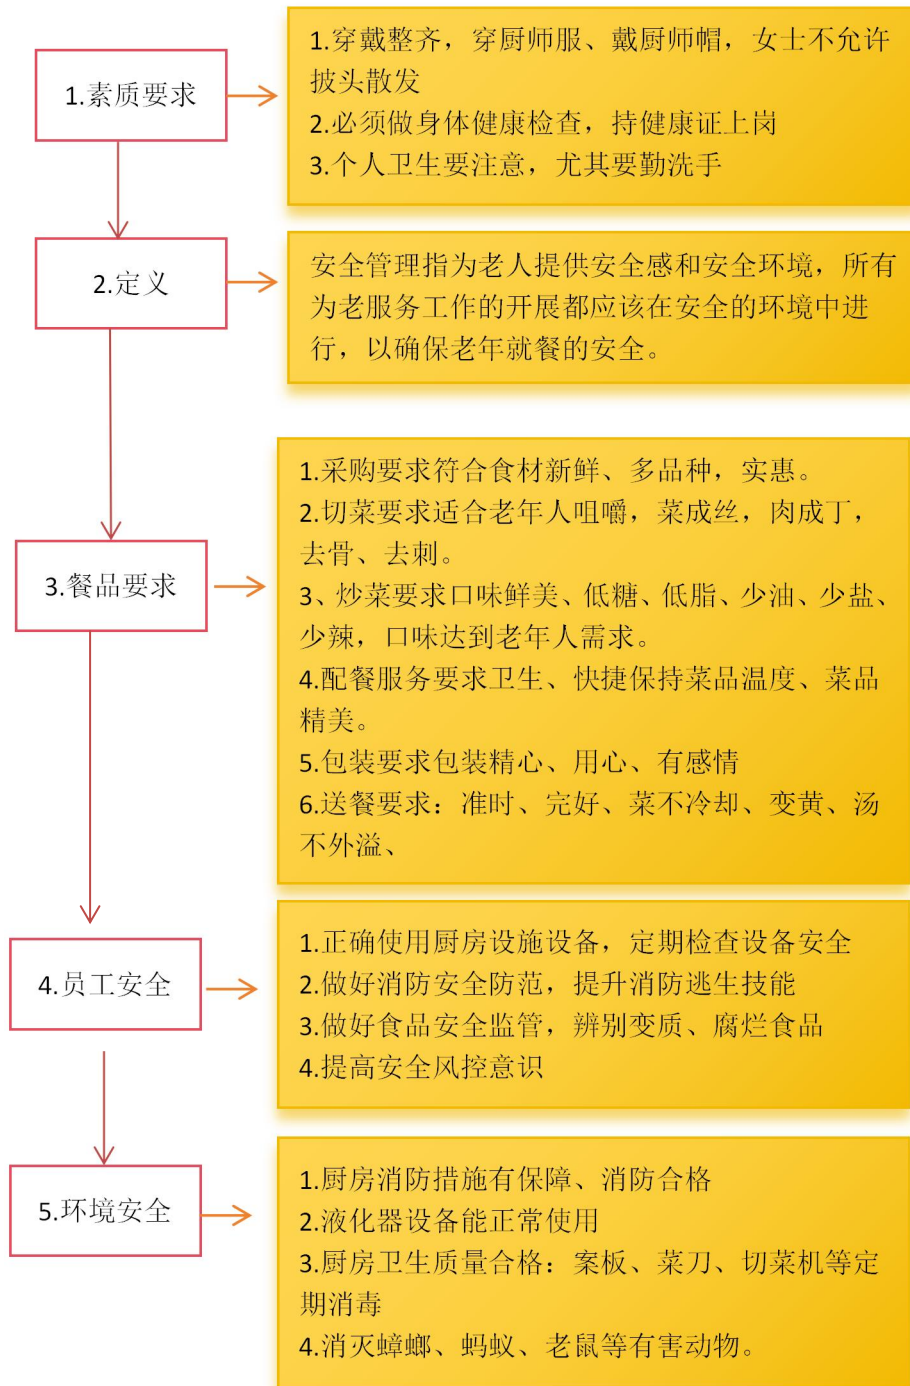 1.素质要求
1.穿戴整齐，穿厨师服、戴厨师帽，女士不允许
披头散发
2.必须做身体健康检查，持健康证上岗
3.个人卫生要注意，尤其要勤洗手
2.定义
安全管理指为老人提供安全感和安全环境，所有
为老服务工作的开展都应该在安全的环境中进
行，以确保老年就餐的安全。
3.餐品要求
1.采购要求符合食材新鲜、多品种，实惠。
2.切菜要求适合老年人咀嚼，菜成丝，肉成丁，
去骨、去刺。
3、炒菜要求口味鲜美、低糖、低脂、少油、少盐、
少辣，口味达到老年人需求。
4.配餐服务要求卫生、快捷保持菜品温度、菜品
精美。
5.包装要求包装精心、用心、有感情
6.送餐要求：准时、完好、菜不冷却、变黄、汤
不外溢、
4.员工安全
1.正确使用厨房设施设备，定期检查设备安全
2.做好消防安全防范，提升消防逃生技能
3.做好食品安全监管，辨别变质、腐烂食品
4.提高安全风控意识
5.环境安全
1.厨房消防措施有保障、消防合格
2.液化器设备能正常使用
3.厨房卫生质量合格：案板、菜刀、切菜机等定
期消毒
4.消灭蟑螂、蚂蚁、老鼠等有害动物。